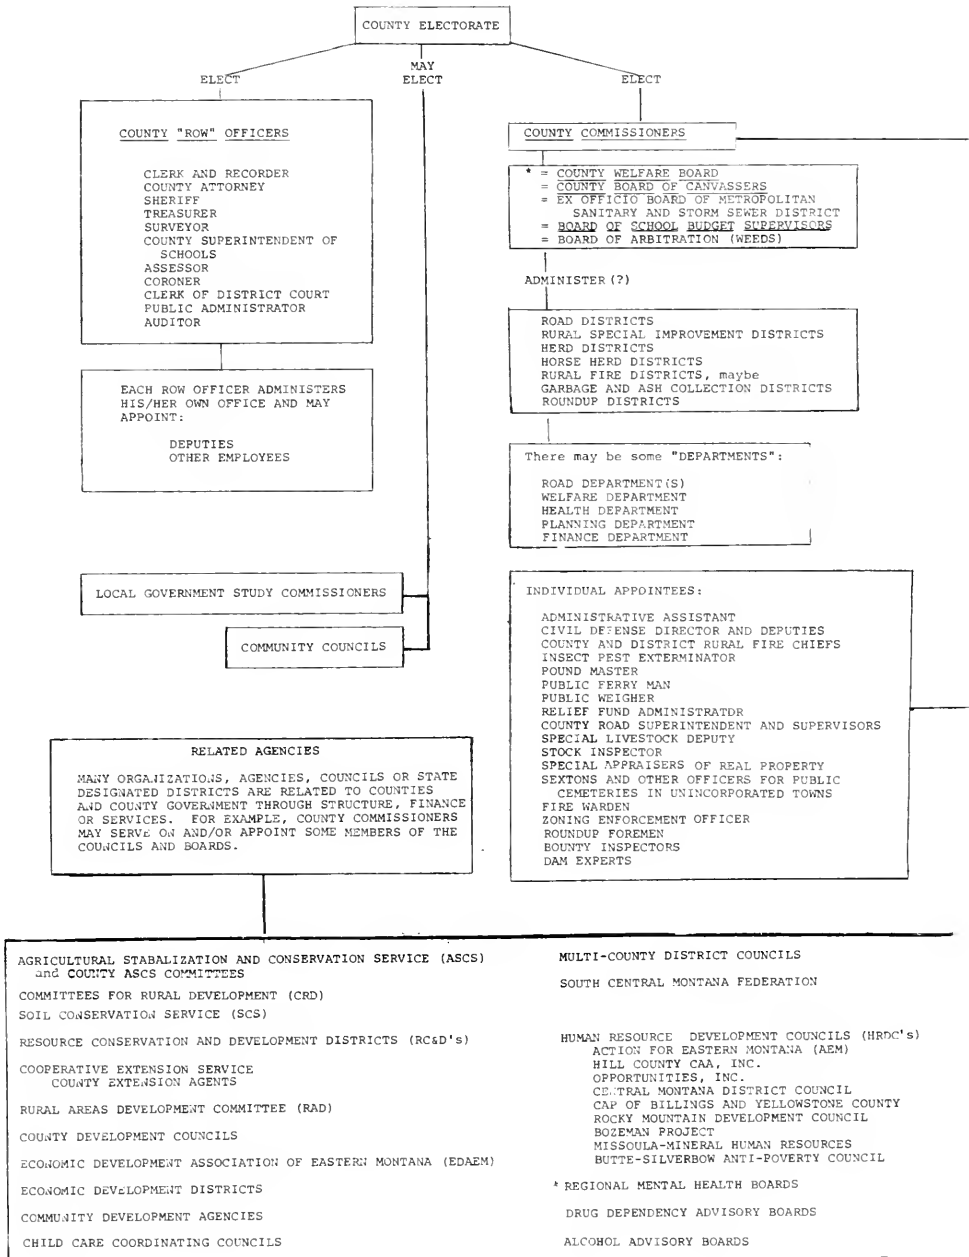 COUNTY ELECTORATE
ELECT
MAY
ELECT
ELECT
COUNTY "ROW" OFFICERS
CLERK AND RECORDER
COUNTY ATTORNEY
SHERIFF
TREASURER
SURVEYOR
COUNTY SUPERINTENDENT OF
SCHOOLS
ASSESSOR
CORONER
CLERK OF DISTRICT COURT
PUBLIC ADMINISTRATOR
AUDITOR
EACH ROW OFFICER ADMINISTERS
HIS/HER OWN OFFICE AND MAY
APPOINT:
DEPUTIES
OTHER EMPLOYEES
LOCAL GOVERNMENT STUDY COMMISSIONERS
COMMUNITY COUNCILS
COUNTY COMMISSIONERS
* = COUNTY WELFARE BOARD
= COUNTY BOARD OF CANVASSERS
= EX OFFICIO BOARD OF METROPOLITAN
SANITARY AND STORM SEWER DISTRICT
= BOARD OF SCHOOL BUDGET SUPERVISORS
= BOARD OF ARBITRATION (WEEDS)
ADMINISTER (?)
ROAD DISTRICTS
RURAL SPECIAL IMPROVEMENT DISTRICTS
HERD DISTRICTS
HORSE HERD DISTRICTS
RURAL FIRE DISTRICTS, maybe
GARBAGE AND ASH COLLECTION DISTRICTS
ROUNDUP DISTRICTS
There may be some "DEPARTMENTS":
ROAD DEPARTMENT(S)
WELFARE DEPARTMENT
HEALTH DEPARTMENT
PLANNING DEPARTMENT
FINANCE DEPARTMENT
INDIVIDUAL APPOINTEES:
ADMINISTRATIVE ASSISTANT
CIVIL DEFENSE DIRECTOR AND DEPUTIES
COUNTY AND DISTRICT RURAL FIRE CHIEFS
INSECT PEST EXTERMINATOR
POUND MASTER
PUBLIC FERRY MAN
PUBLIC WEIGHER
RELIEF FUND ADMINISTRATOR
COUNTY ROAD SUPERINTENDENT AND SUPERVISORS
SPECIAL LIVESTOCK DEPUTY
STOCK INSPECTOR
SPECIAL APPRAISERS OF REAL PROPERTY
SEXTONS AND OTHER OFFICERS FOR PUBLIC
CEMETERIES IN UNINCORPORATED TOWNS
FIRE WARDEN
ZONING ENFORCEMENT OFFICER
ROUNDUP FOREMEN
BOUNTY INSPECTORS
DAM EXPERTS
RELATED AGENCIES
MANY ORGANIZATIONS, AGENCIES, COUNCILS OR STATE
DESIGNATED DISTRICTS ARE RELATED TO COUNTIES
AND COUNTY GOVERNMENT THROUGH STRUCTURE, FINANCE
OR SERVICES. FOR EXAMPLE, COUNTY COMMISSIONERS
MAY SERVE ON AND/OR APPOINT SOME MEMBERS OF THE
COUNCILS AND BOARDS.
AGRICULTURAL STABALIZATION AND CONSERVATION SERVICE (ASCS)
and COUNTY ASCS COMMITTEES
COMMITTEES FOR RURAL DEVELOPMENT (CRD)
SOIL CONSERVATION SERVICE (SCS)
RESOURCE CONSERVATION AND DEVELOPMENT DISTRICTS (RC&D's)
COOPERATIVE EXTENSION SERVICE
COUNTY EXTENSION AGENTS
RURAL AREAS DEVELOPMENT COMMITTEE (RAD)
COUNTY DEVELOPMENT COUNCILS
ECONOMIC DEVELOPMENT ASSOCIATION OF EASTERN MONTANA (EDAEM)
ECONOMIC DEVELOPMENT DISTRICTS
COMMUNITY DEVELOPMENT AGENCIES
CHILD CARE COORDINATING COUNCILS
MULTI-COUNTY DISTRICT COUNCILS
SOUTH CENTRAL MONTANA FEDERATION
HUMAN RESOURCE DEVELOPMENT COUNCILS (HRDC's)
ACTION FOR EASTERN MONTANA (AEM)
HILL COUNTY CAA, INC.
OPPORTUNITIES, INC.
CENTRAL MONTANA DISTRICT COUNCIL
CAP OF BILLINGS AND YELLOWSTONE COUNTY
ROCKY MOUNTAIN DEVELOPMENT COUNCIL
BOZEMAN PROJECT
MISSOULA-MINERAL HUMAN RESOURCES
BUTTE-SILVERBOW ANTI-POVERTY COUNCIL
* REGIONAL MENTAL HEALTH BOARDS
DRUG DEPENDENCY ADVISORY BOARDS
ALCOHOL ADVISORY BOARDS